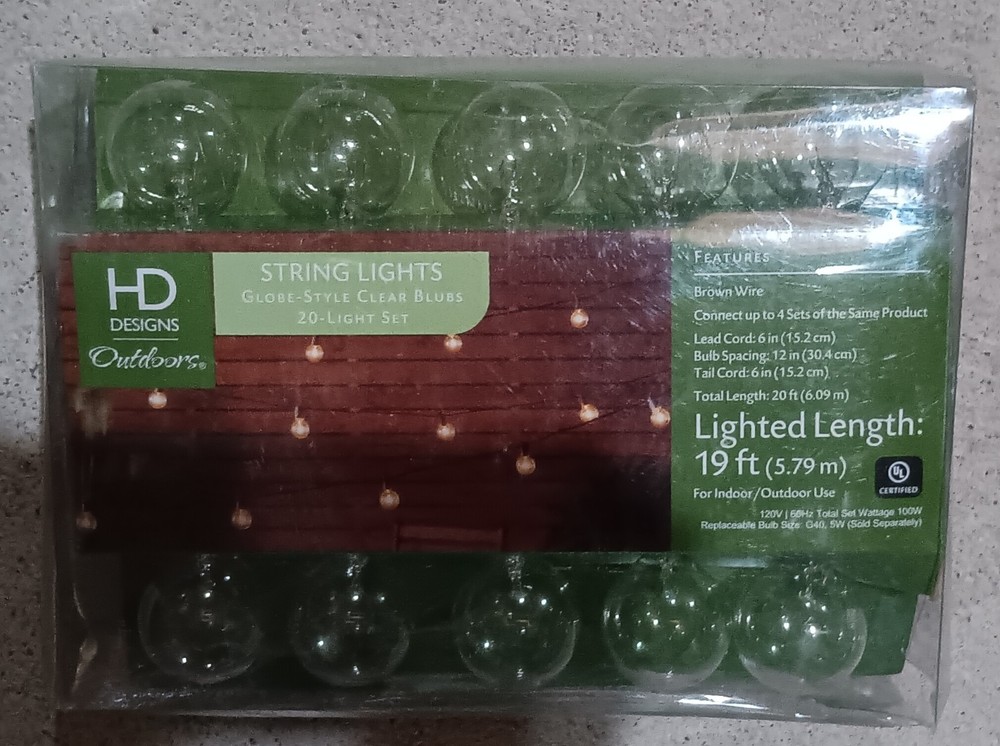 HD
DESIGNS
Outdoors®
STRING LIGHTS
GLOBE-STYLE CLEAR BLUBS
20-LIGHT SET
FEATURES
Brown Wire
Connect up to 4 Sets of the Same Product
Lead Cord: 6 in (15.2 cm)
Bulb Spacing: 12 in (30.4 cm)
Tail Cord: 6 in (15.2 cm)
Total Length: 20 ft (6.09 m)
Lighted Length:
19 ft (5.79 m)
For Indoor/Outdoor Use
UL
CERTIFIED
120V | 60Hz Total Set Wattage 100W
Replaceable Bulb Size: G40, 5W (Sold Separately)